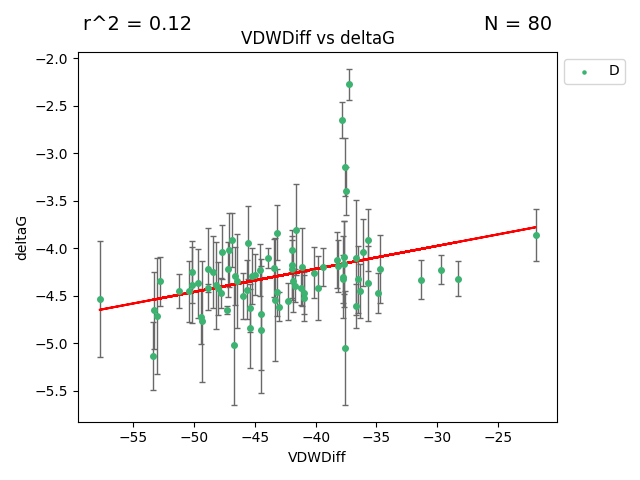 r^2 = 0.12
N = 80
VDWDiff vs deltaG
D
−2.0
−2.5
−3.0
−3.5
−4.0
−4.5
−5.0
−5.5
deltaG
−55
−50
−45
−40
−35
−30
−25
VDWDiff